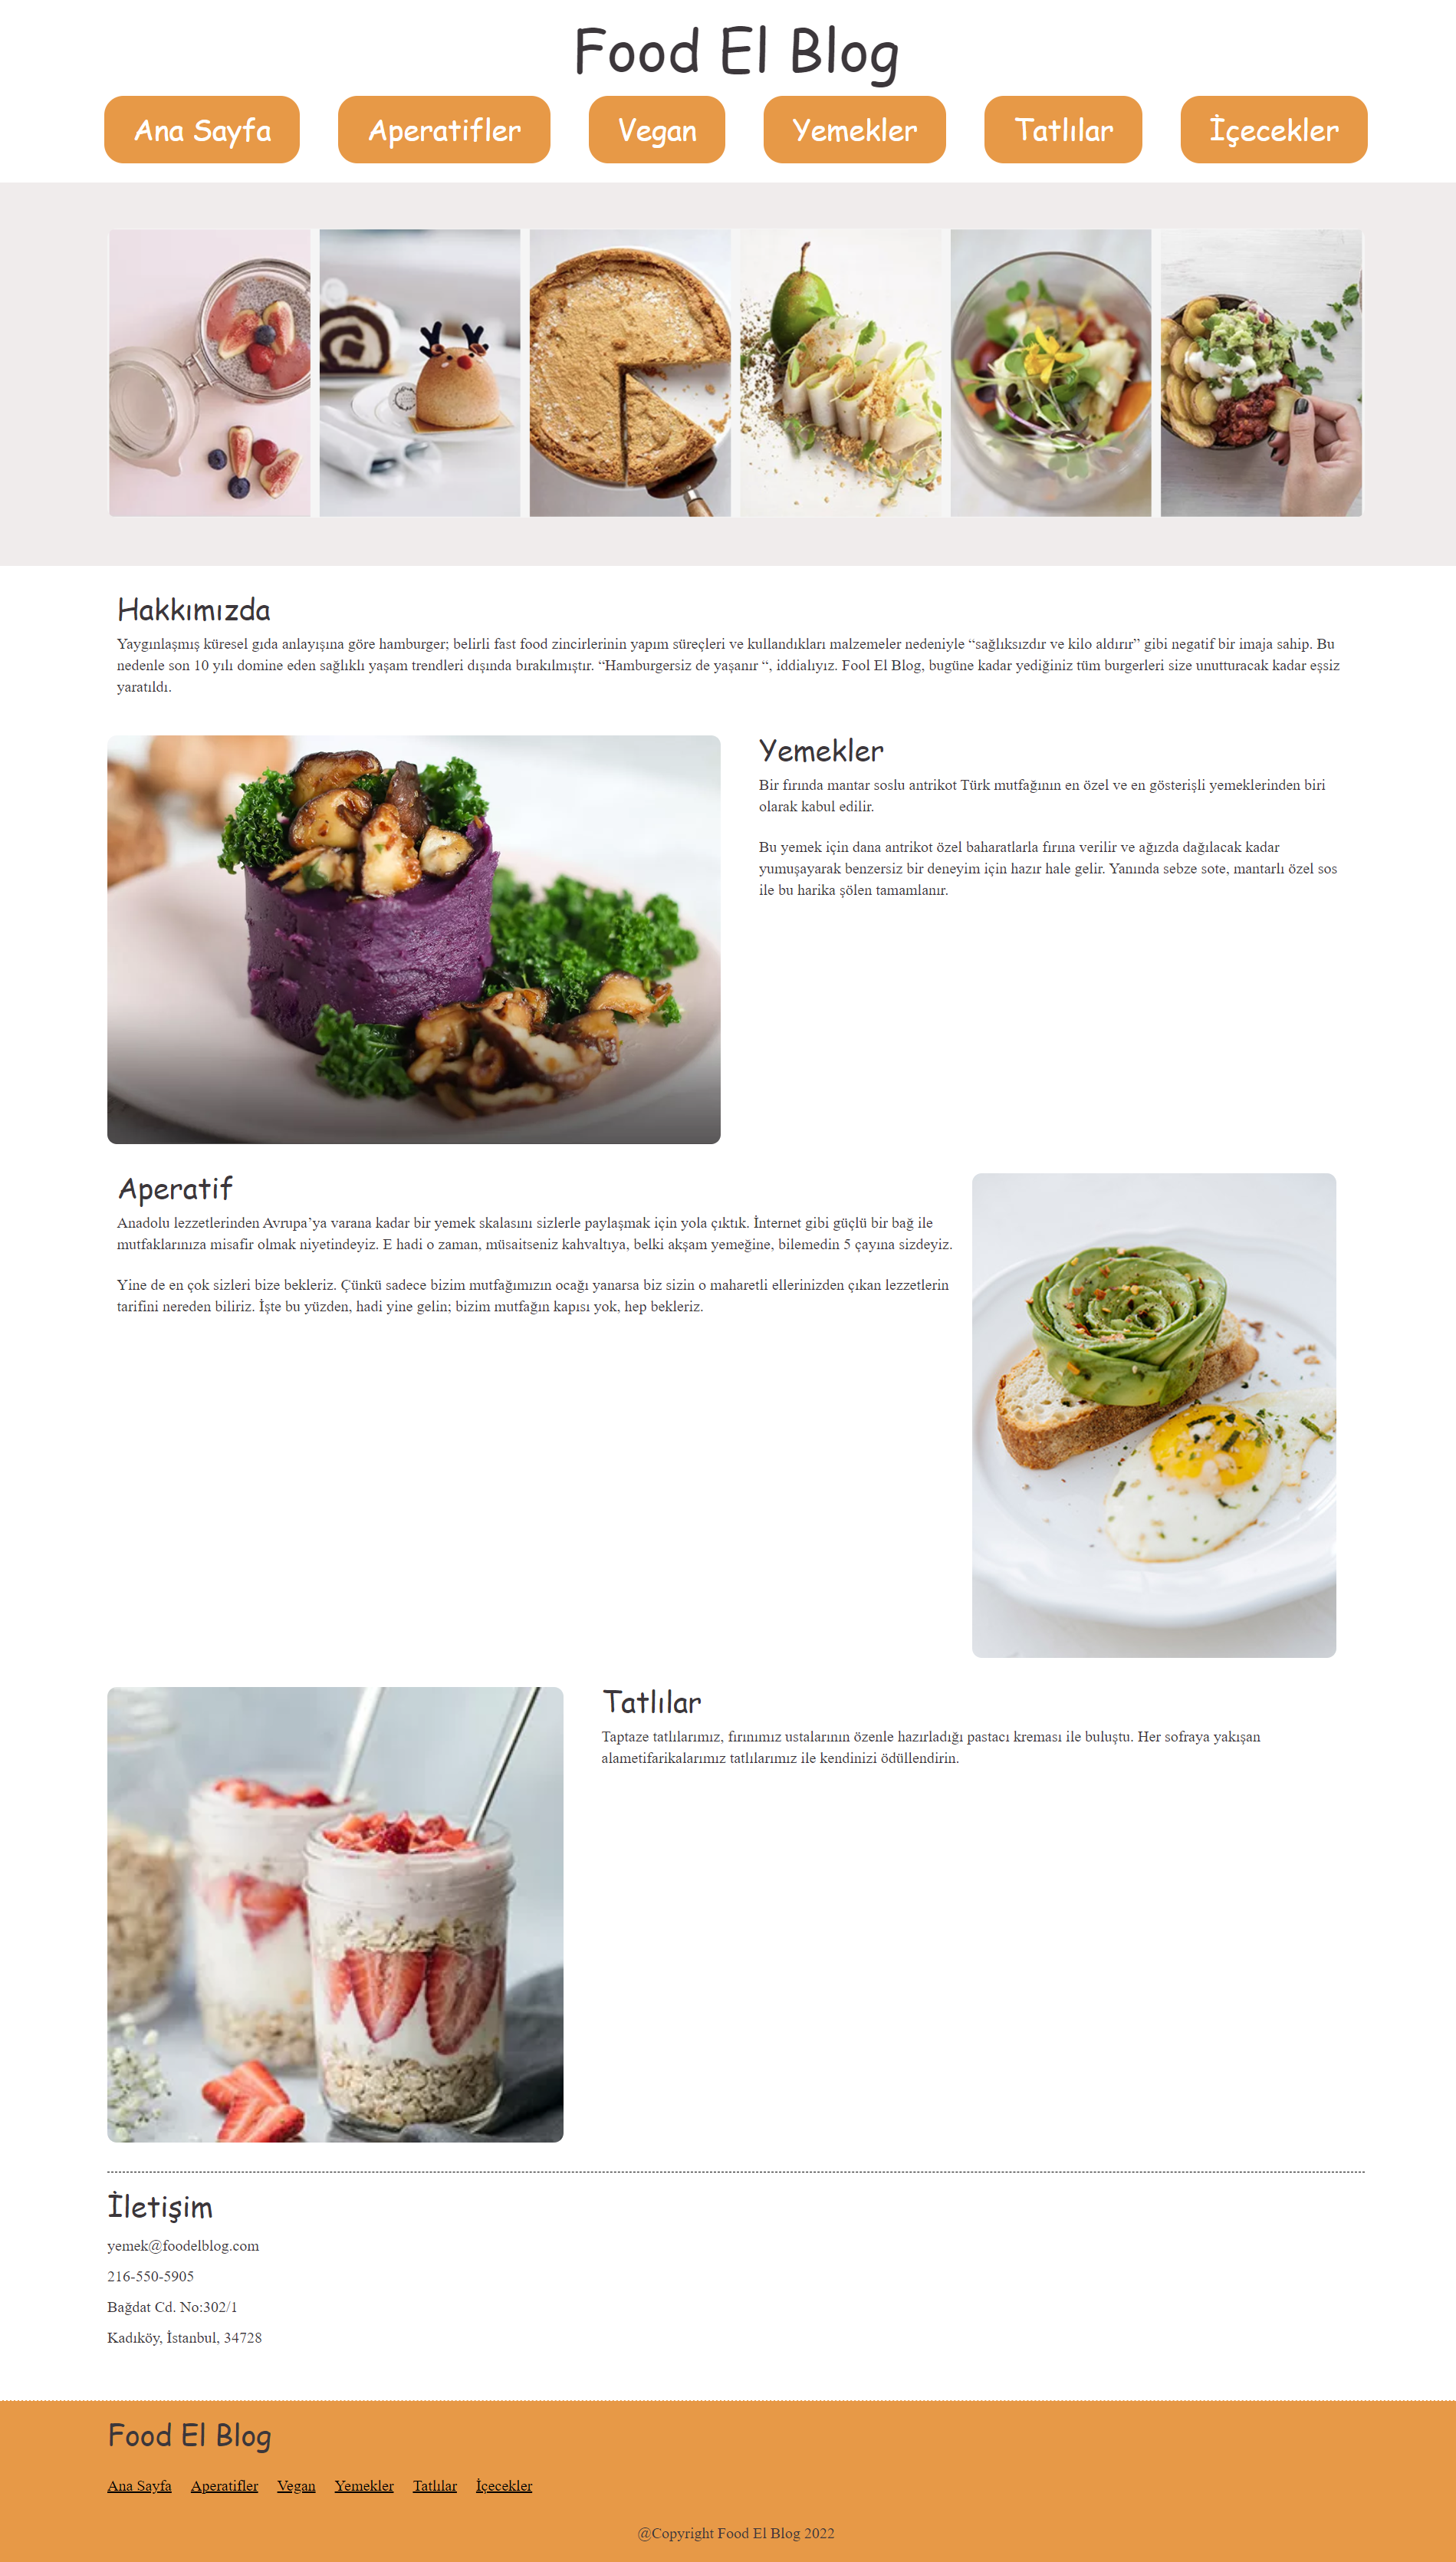 Food El Blog
Ana Sayfa
Aperatifler
Vegan
Yemekler
Tatlılar
İçecekler
Hakkımızda
Yaygınlaşmış küresel gıda anlayışına göre hamburger; belirli fast food zincirlerinin yapım süreçleri ve kullandıkları malzemeler nedeniyle “sağlıksızdır ve kilo aldırır” gibi negatif bir imaja sahip. Bu
nedenle son 10 yılı domine eden sağlıklı yaşam trendleri dışında bırakılmıştır. “Hamburgersiz de yaşanır “, iddialıyız. Fool El Blog, bugüne kadar yediğiniz tüm burgerleri size unutturacak kadar eşsiz
yaratıldı.
Yemekler
Bir fırında mantar soslu antrikot Türk mutfağının en özel ve en gösterişli yemeklerinden biri
olarak kabul edilir.
Bu yemek için dana antrikot özel baharatlarla fırına verilir ve ağızda dağılacak kadar
yumuşayarak benzersiz bir deneyim için hazır hale gelir. Yanında sebze sote, mantarlı özel sos
ile bu harika şölen tamamlanır.
Aperatif
Anadolu lezzetlerinden Avrupa’ya varana kadar bir yemek skalasını sizlerle paylaşmak için yola çıktık. İnternet gibi güçlü bir bağ ile
mutfaklarınıza misafir olmak niyetindeyiz. E hadi o zaman, müsaitseniz kahvaltıya, belki akşam yemeğine, bilemedin 5 çayına sizdeyiz.
Yine de en çok sizleri bize bekleriz. Çünkü sadece bizim mutfağımızın ocağı yanarsa biz sizin o maharetli ellerinizden çıkan lezzetlerin
tarifini nereden biliriz. İşte bu yüzden, hadi yine gelin; bizim mutfağın kapısı yok, hep bekleriz.
Tatlılar
Taptaze tatlılarımız, fırınımız ustalarının özenle hazırladığı pastacı kreması ile buluştu. Her sofraya yakışan
alametifarikalarımız tatlılarımız ile kendinizi ödüllendirin.
İletişim
yemek@foodelblog.com
216-550-5905
Bağdat Cd. No:302/1
Kadıköy, İstanbul, 34728
Food El Blog
Ana Sayfa Aperatifler Vegan Yemekler Tatlılar İçecekler
@Copyright Food El Blog 2022